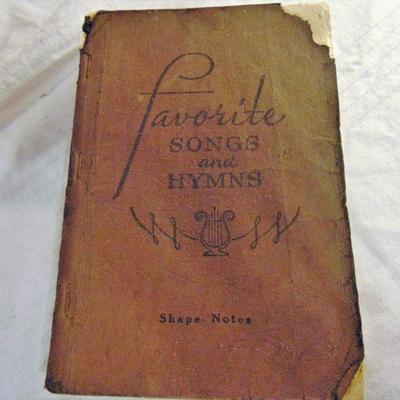 Favorite
SONGS
and
HYMNS
Shape Notes